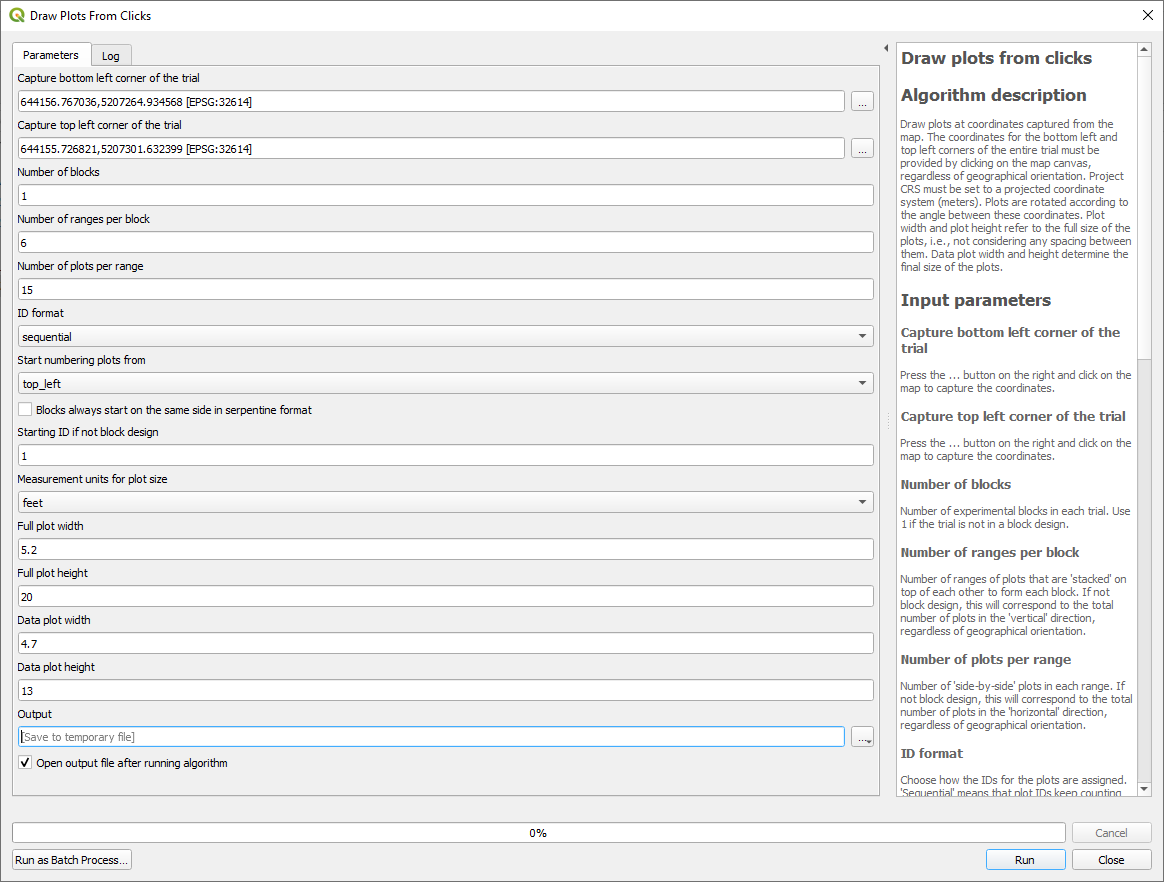 Draw Plots From Clicks
Parameters
Log
Capture bottom left corner of the trial
644156.767036,5207264.934568 [EPSG:32614]
...
Capture top left corner of the trial
644155.726821,5207301.632399 [EPSG:32614]
...
Number of blocks
1
Number of ranges per block
6
Number of plots per range
15
ID format
sequential
Start numbering plots from
top_left
Blocks always start on the same side in serpentine format
Starting ID if not block design
1
Measurement units for plot size
feet
Full plot width
5.2
Full plot height
20
Data plot width
4.7
Data plot height
13
Output
[Save to temporary file]
...
Open output file after running algorithm
Draw plots from clicks
Algorithm description
Draw plots at coordinates captured from the
map. The coordinates for the bottom left and
top left corners of the entire trial must be
provided by clicking on the map canvas,
regardless of geographical orientation. Project
CRS must be set to a projected coordinate
system (meters). Plots are rotated according to
the angle between these coordinates. Plot
width and plot height refer to the full size of the
plots, i.e., not considering any spacing between
them. Data plot width and height determine the
final size of the plots.
Input parameters
Capture bottom left corner of the
trial
Press the ... button on the right and click on the
map to capture the coordinates.
Capture top left corner of the trial
Press the ... button on the right and click on the
map to capture the coordinates.
Number of blocks
Number of experimental blocks in each trial. Use
1 if the trial is not in a block design.
Number of ranges per block
Number of ranges of plots that are 'stacked' on
top of each other to form each block. If not
block design, this will correspond to the total
number of plots in the 'vertical' direction,
regardless of geographical orientation.
Number of plots per range
Number of 'side-by-side' plots in each range. If
not block design, this will correspond to the total
number of plots in the 'horizontal' direction,
regardless of geographical orientation.
ID format
Choose how the IDs for the plots are assigned.
'Sequential' means that plot IDs keep counting
0%
Cancel
Run as Batch Process...
Run
Close